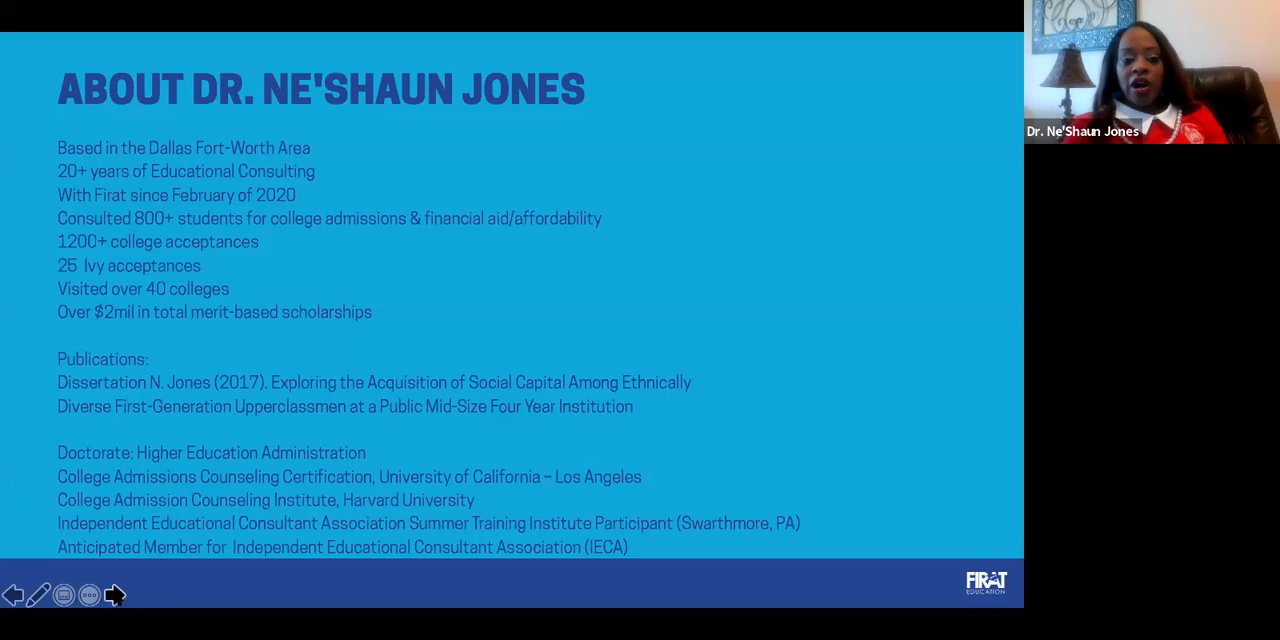 ABOUT DR. NE'SHAUN JONES
Based in the Dallas Fort-Worth Area
20+ years of Educational Consulting
With Firat since February of 2020
Consulted 800+ students for college admissions & financial aid/affordability
1200+ college acceptances
25 Ivy acceptances
Visited over 40 colleges
Over $2mil in total merit-based scholarships
Publications:
Dissertation N. Jones (2017). Exploring the Acquisition of Social Capital Among Ethnically
Diverse First-Generation Upperclassmen at a Public Mid-Size Four Year Institution
Doctorate: Higher Education Administration
College Admissions Counseling Certification, University of California – Los Angeles
College Admission Counseling Institute, Harvard University
Independent Educational Consultant Association Summer Training Institute Participant (Swarthmore, PA)
Anticipated Member for Independent Educational Consultant Association (IECA)
FIRAT
EDUCATION
Dr. Ne'Shaun Jones